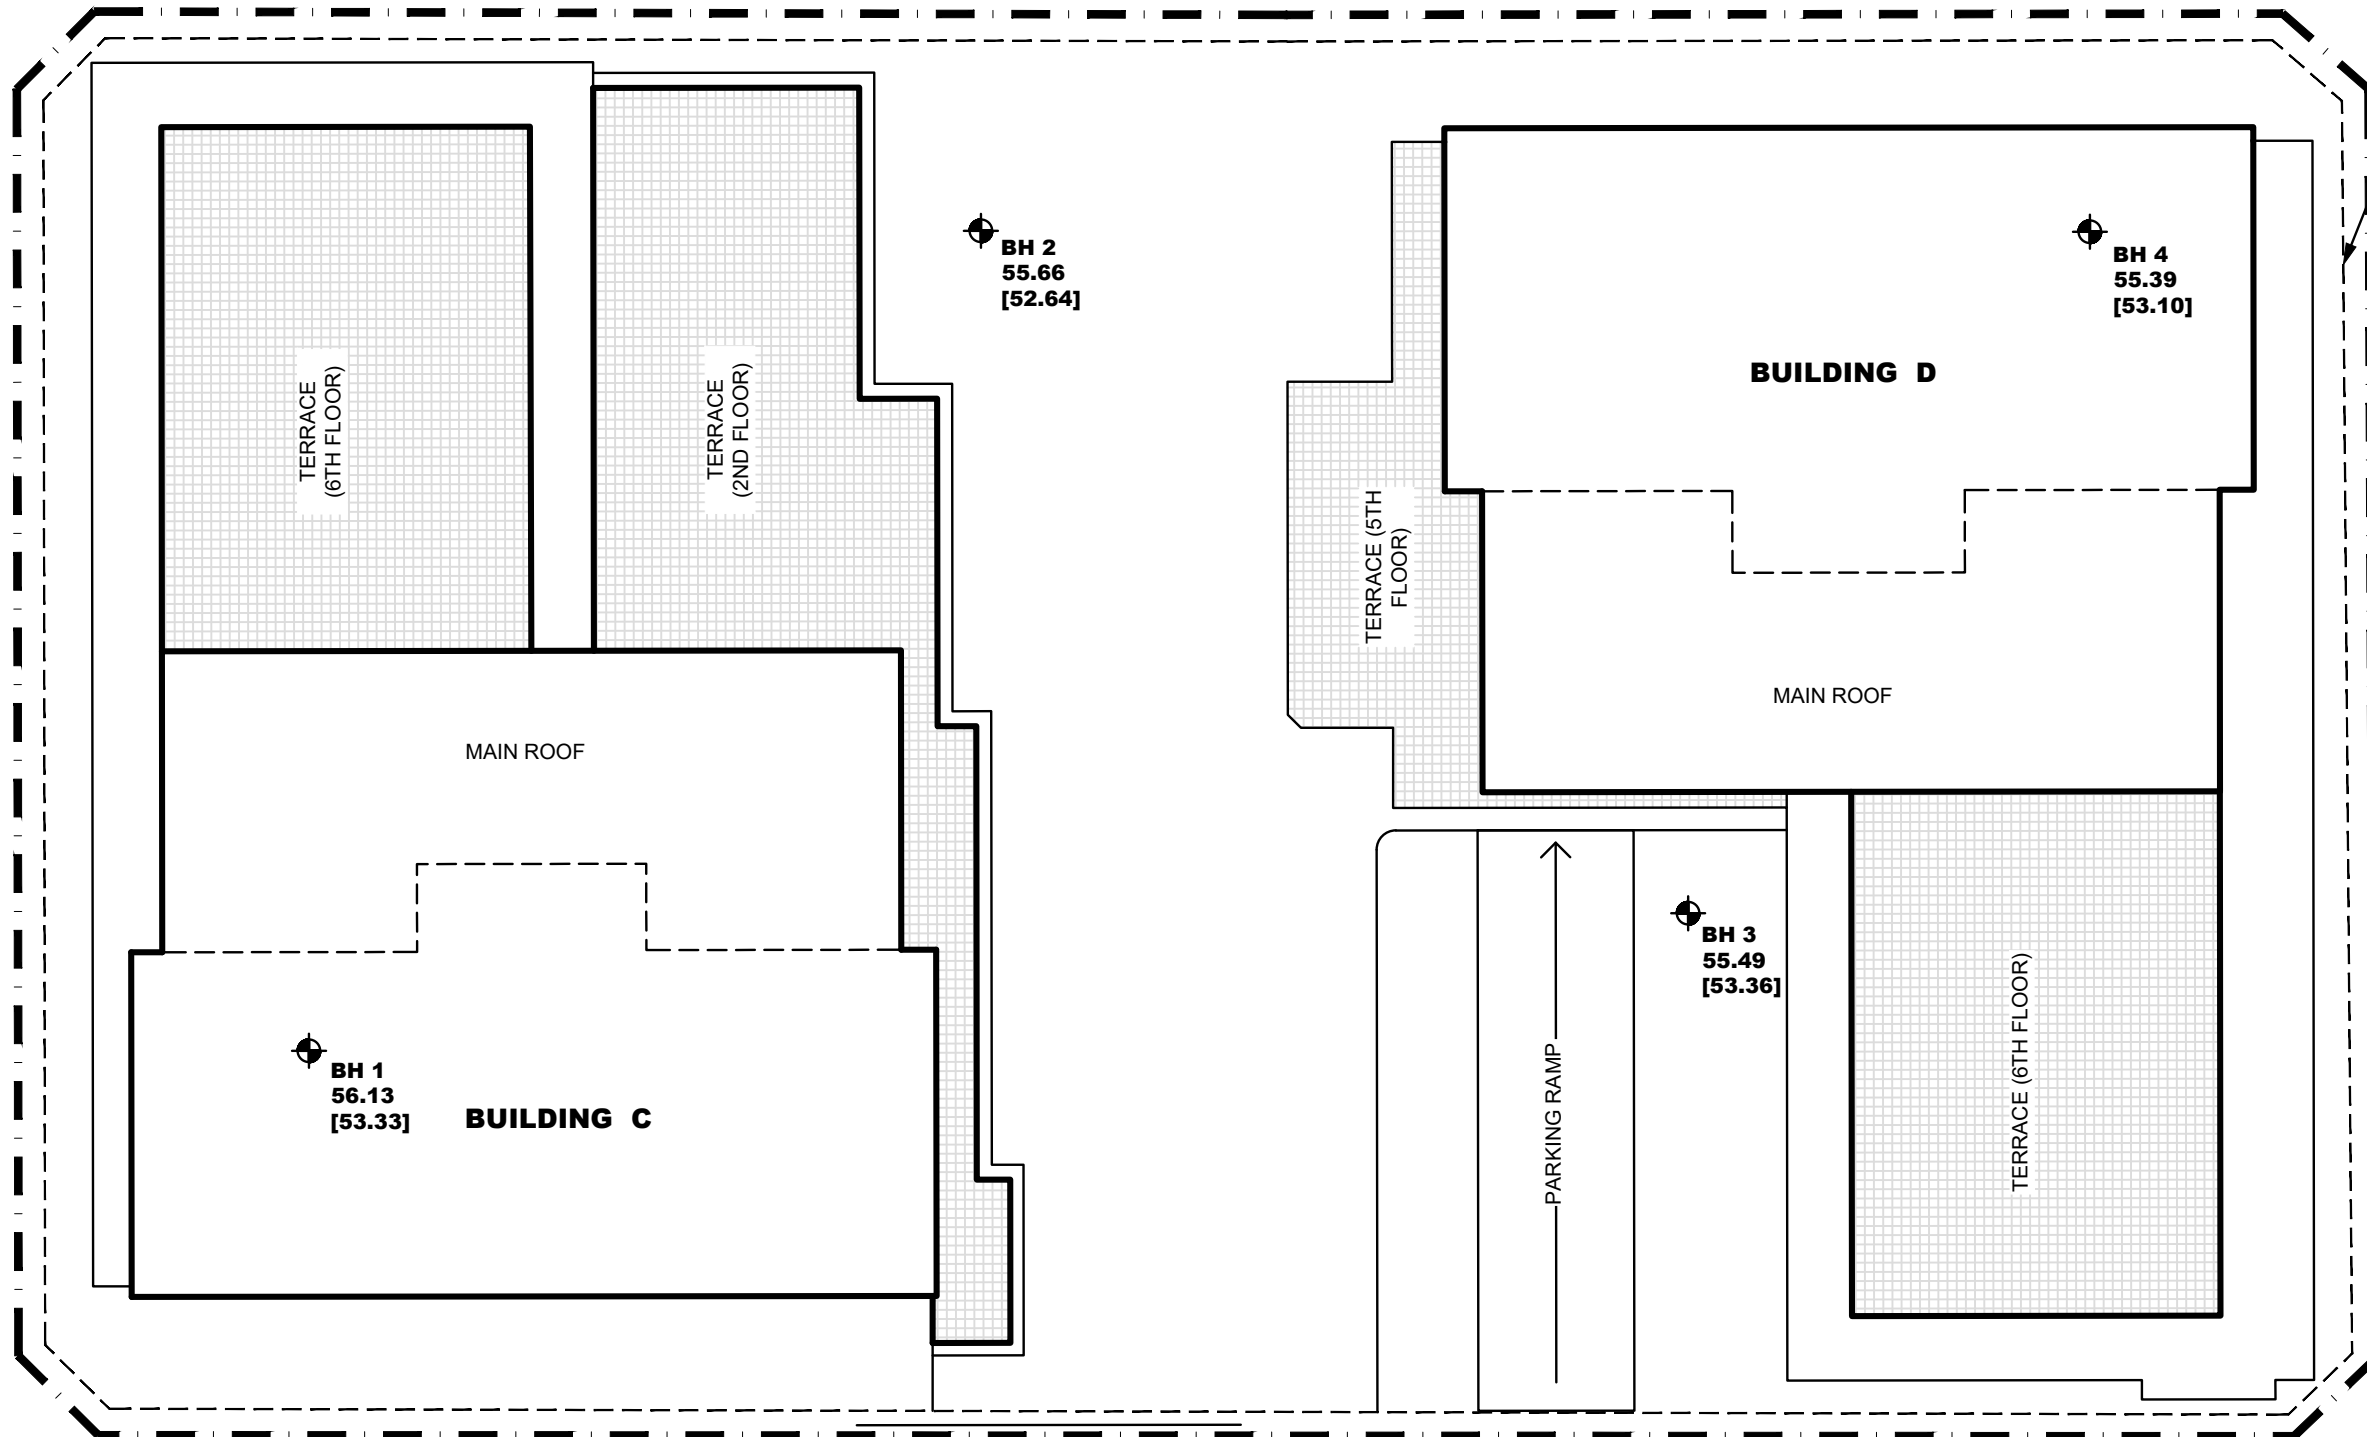 BH 2
55.66
[52.64]
BH 4
55.39
[53.10]
BUILDING  D
TERRACE
(6TH FLOOR)
TERRACE
(2ND FLOOR)
TERRACE (5TH
FLOOR)
MAIN ROOF
MAIN ROOF
BH 3
55.49
[53.36]
BH 1
56.13
[53.33]
BUILDING  C
PARKING RAMP
TERRACE (6TH FLOOR)